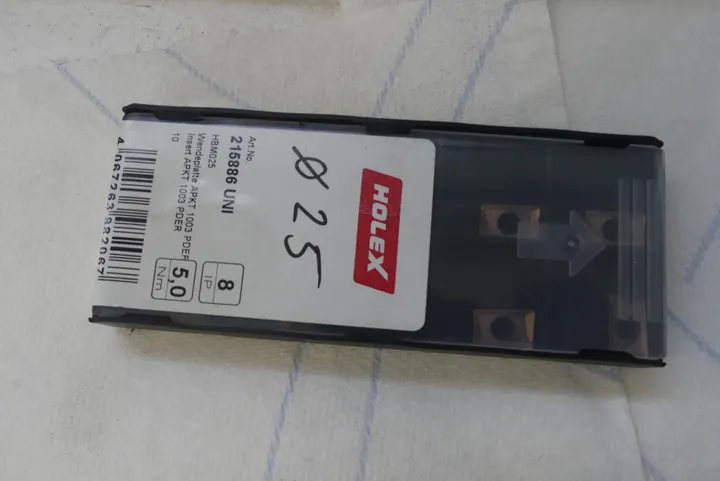 HOLEX
Ø 25
Art.No.
215886 UNI
HBM025
Wendeplatte APKT 1003 PDER
Insert APKT 1003 PDER
10
8
IP
5,0
Nm